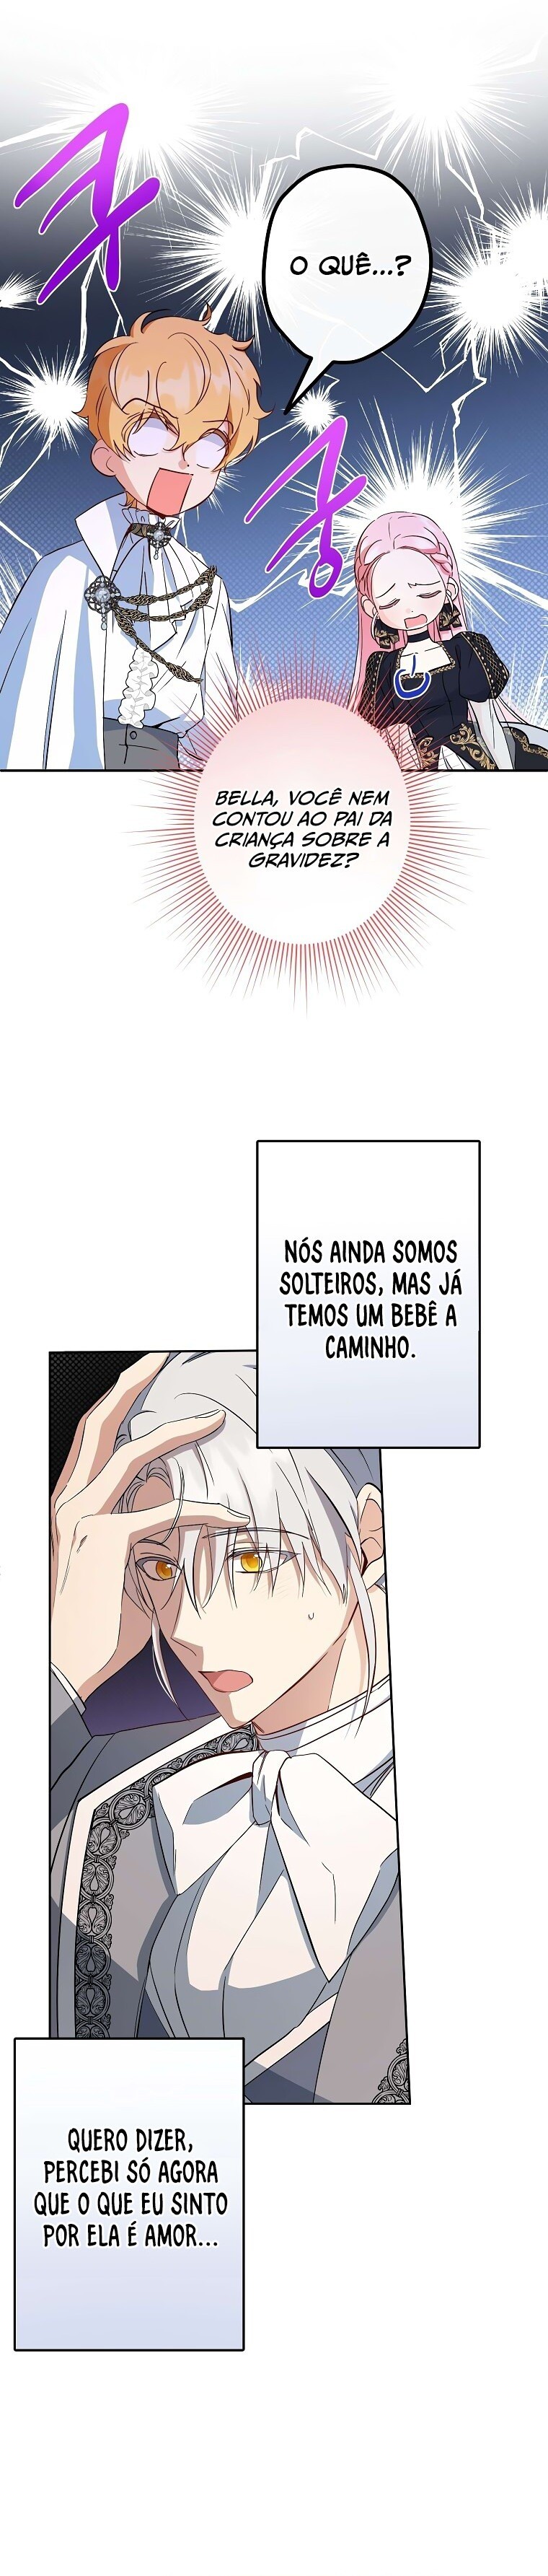 O QUÊ...?
BELLA, VOCÊ NEM
CONTOU AO PAI DA
CRIANÇA SOBRE A
GRAVIDEZ?
NÓS AINDA SOMOS
SOLTEIROS, MAS JÁ
TEMOS UM BEBÊ A
CAMINHO.
QUERO DIZER,
PERCEBI SÓ AGORA
QUE O QUE EU SINTO
POR ELA É AMOR...